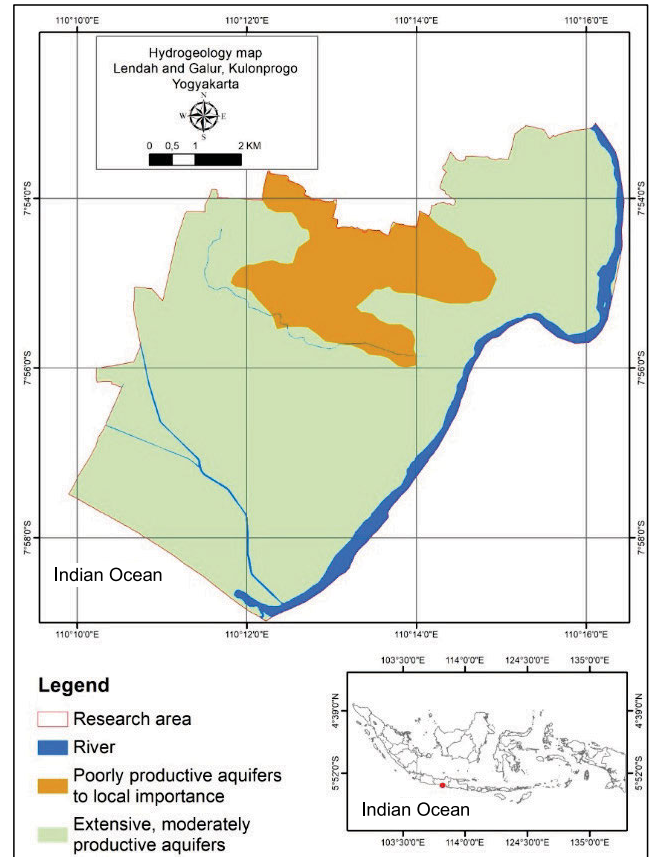 110°10'0"E 110°12'0"E 110°14'0"E 110°16'0"E
Hydrogeology map
Lendah and Galur, Kulonprogo
Yogyakarta
N
W E
S
0 0,5 1 2 KM
7°54'0"S 7°54'0"S
7°56'0"S 7°56'0"S
7°58'0"S 7°58'0"S
Indian Ocean
110°10'0"E 110°12'0"E 110°14'0"E 110°16'0"E
Legend
Research area
River
Poorly productive aquifers
to local importance
Extensive, moderately
productive aquifers
103°30'0"E 114°0'0"E 124°30'0"E 135°0'0"E
4°39'0"N 4°39'0"N
5°52'0"S 5°52'0"S
Indian Ocean
103°30'0"E 114°0'0"E 124°30'0"E 135°0'0"E